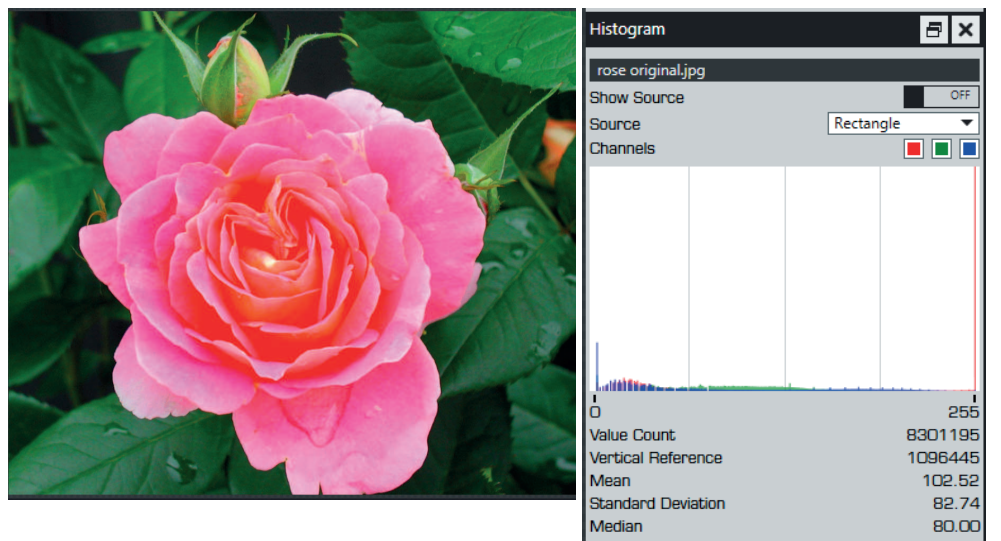 Histogram
rose original.jpg
Show Source OFF
Source Rectangle
Channels
0 255
Value Count 8301195
Vertical Reference 1096445
Mean 102.52
Standard Deviation 82.74
Median 80.00